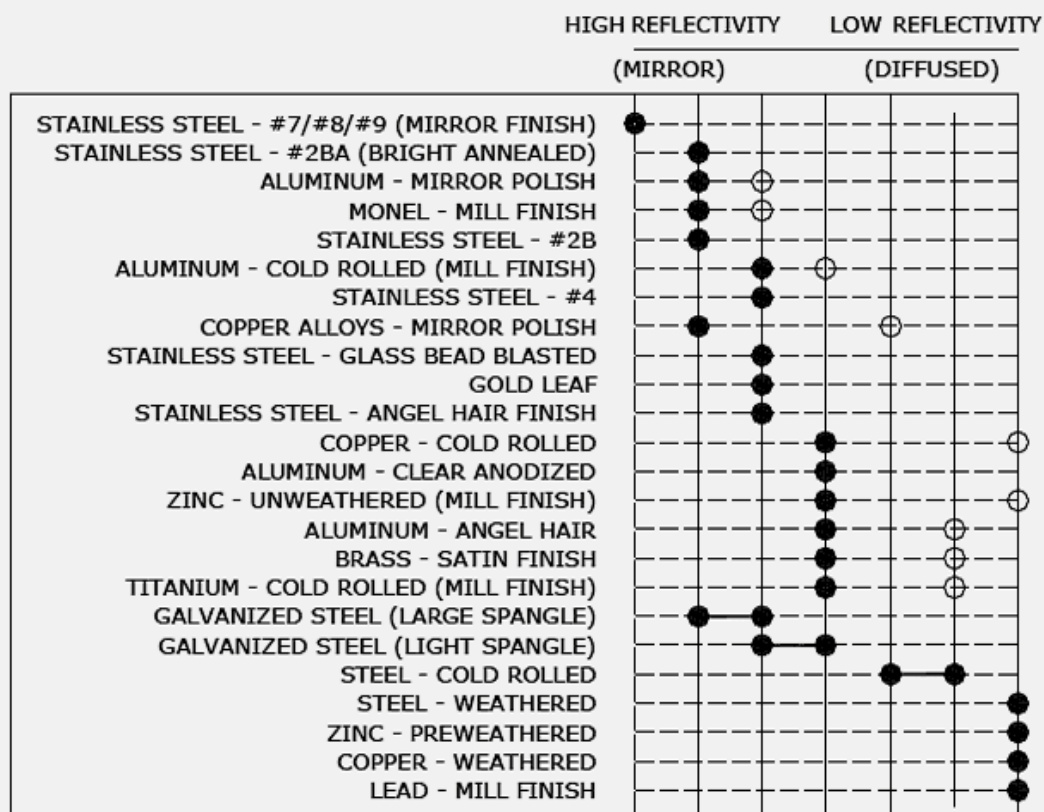 HIGH REFLECTIVITY LOW REFLECTIVITY
(MIRROR) (DIFFUSED)
STAINLESS STEEL - #7/#8/#9 (MIRROR FINISH)
STAINLESS STEEL - #2BA (BRIGHT ANNEALED)
ALUMINUM - MIRROR POLISH
MONEL - MILL FINISH
STAINLESS STEEL - #2B
ALUMINUM - COLD ROLLED (MILL FINISH)
STAINLESS STEEL - #4
COPPER ALLOYS - MIRROR POLISH
STAINLESS STEEL - GLASS BEAD BLASTED
GOLD LEAF
STAINLESS STEEL - ANGEL HAIR FINISH
COPPER - COLD ROLLED
ALUMINUM - CLEAR ANODIZED
ZINC - UNWEATHERED (MILL FINISH)
ALUMINUM - ANGEL HAIR
BRASS - SATIN FINISH
TITANIUM - COLD ROLLED (MILL FINISH)
GALVANIZED STEEL (LARGE SPANGLE)
GALVANIZED STEEL (LIGHT SPANGLE)
STEEL - COLD ROLLED
STEEL - WEATHERED
ZINC - PREWEATHERED
COPPER - WEATHERED
LEAD - MILL FINISH